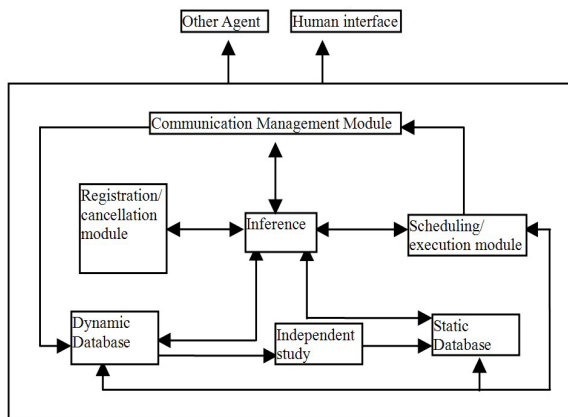 Other Agent
Human interface
Communication Management Module
Registration/
cancellation
module
Inference
Scheduling/
execution module
Dynamic
Database
Independent
study
Static
Database